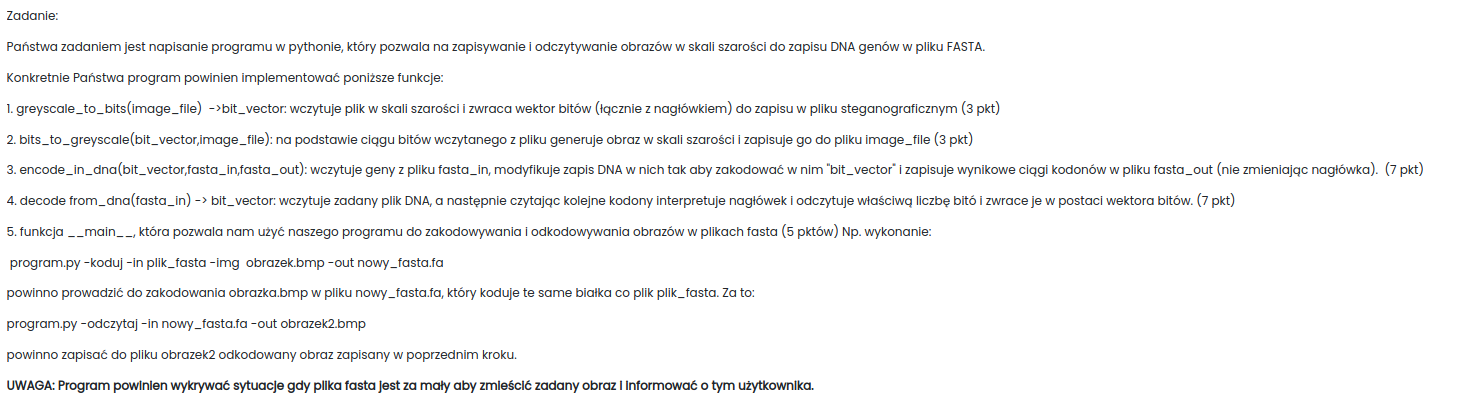 Zadanie:
Państwa zadaniem jest napisanie programu w pythonie, który pozwala na zapisywanie i odczytywanie obrazów w skali szarości do zapisu DNA genów w pliku FASTA.
Konkretnie Państwa program powinien implementować poniższe funkcje:
1. greyscale_to_bits(image_file) ->bit_vector: wczytuje plik w skali szarości i zwraca wektor bitów (łącznie z nagłówkiem) do zapisu w pliku steganograficznym (3 pkt)
2. bits_to_greyscale(bit_vector,image_file): na podstawie ciągu bitów wczytanego z pliku generuje obraz w skali szarości i zapisuje go do pliku image_file (3 pkt)
3. encode_in_dna(bit_vector,fasta_in,fasta_out): wczytuje geny z pliku fasta_in, modyfikuje zapis DNA w nich tak aby zakodować w nim "bit_vector" i zapisuje wynikowe ciągi kodonów w pliku fasta_out (nie zmieniając nagłówka). (7 pkt)
4. decode from_dna(fasta_in) -> bit_vector: wczytuje zadany plik DNA, a następnie czytając kolejne kodony interpretuje nagłówek i odczytuje właściwą liczbę bitó i zwrace je w postaci wektora bitów. (7 pkt)
5. funkcja __main__, która pozwala nam użyć naszego programu do zakodowywania i odkodowywania obrazów w plikach fasta (5 pktów) Np. wykonanie:
program.py -koduj -in plik_fasta -img obrazek.bmp -out nowy_fasta.fa
powinno prowadzić do zakodowania obrazka.bmp w pliku nowy_fasta.fa, który koduje te same białka co plik plik_fasta. Za to:
program.py -odczytaj -in nowy_fasta.fa -out obrazek2.bmp
powinno zapisać do pliku obrazek2 odkodowany obraz zapisany w poprzednim kroku.
UWAGA: Program powinien wykrywać sytuacje gdy plika fasta jest za mały aby zmieścić zadany obraz i informować o tym użytkownika.